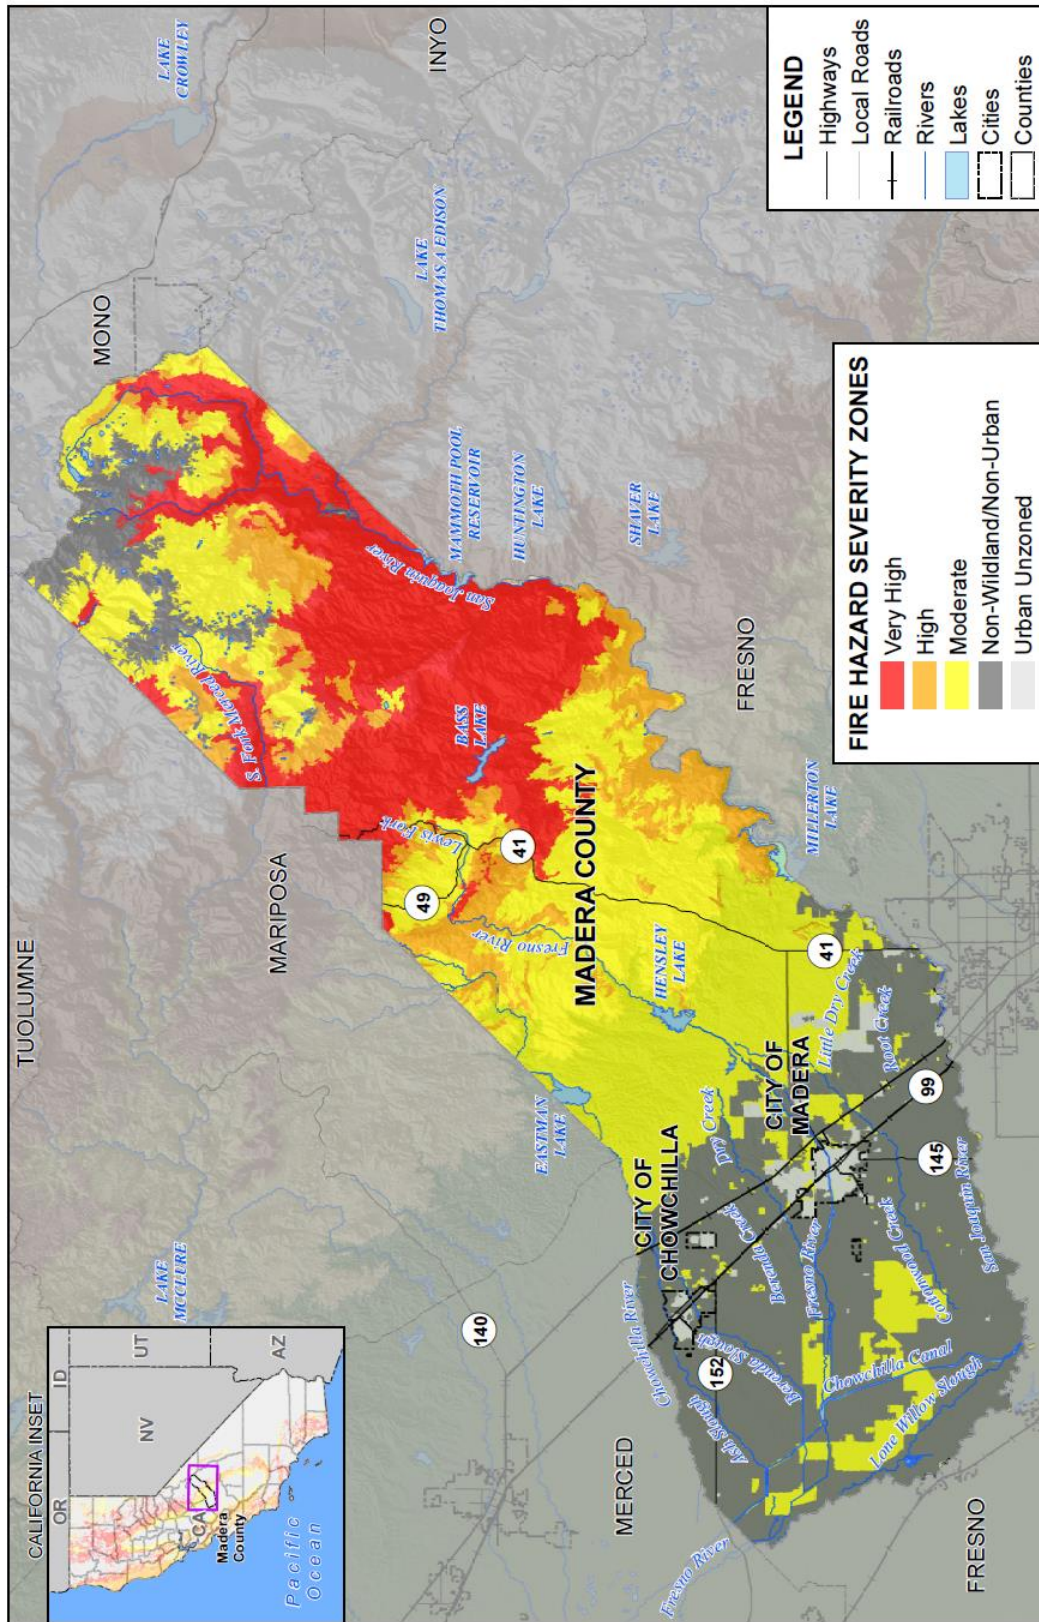 CALIFORNIA INSET
OR
ID
NV
UT
CA
AZ
Madera
County
Pacific
Ocean
TUOLUMNE
MONO
INYO
MARIPOSA
MERCED
FRESNO
FRESNO
LAKE
CROWLEY
LAKE
THOMAS A EDISON
MAMMOTH POOL
RESERVOIR
HUNTINGTON
LAKE
SHAVER
LAKE
LAKE
MCCLURE
S. Fork Merced River
San Joaquin River
BASS
LAKE
Lewis Fork
49
41
MADERA COUNTY
Fresno River
HENSLEY
LAKE
MILLERTON
LAKE
EASTMAN
LAKE
140
CITY OF
CHOWCHILLA
CITY OF
MADERA
41
Little Dry Creek
Root Creek
99
145
Dry Creek
Berenda Creek
Fresno River
Cottonwood Creek
San Joaquin River
Chowchilla River
152
Ash Slough
Berenda Slough
Chowchilla Canal
Lone Willow Slough
Fresno River
LEGEND
Highways
Local Roads
Railroads
Rivers
Lakes
Cities
Counties
FIRE HAZARD SEVERITY ZONES
Very High
High
Moderate
Non-Wildland/Non-Urban
Urban Unzoned